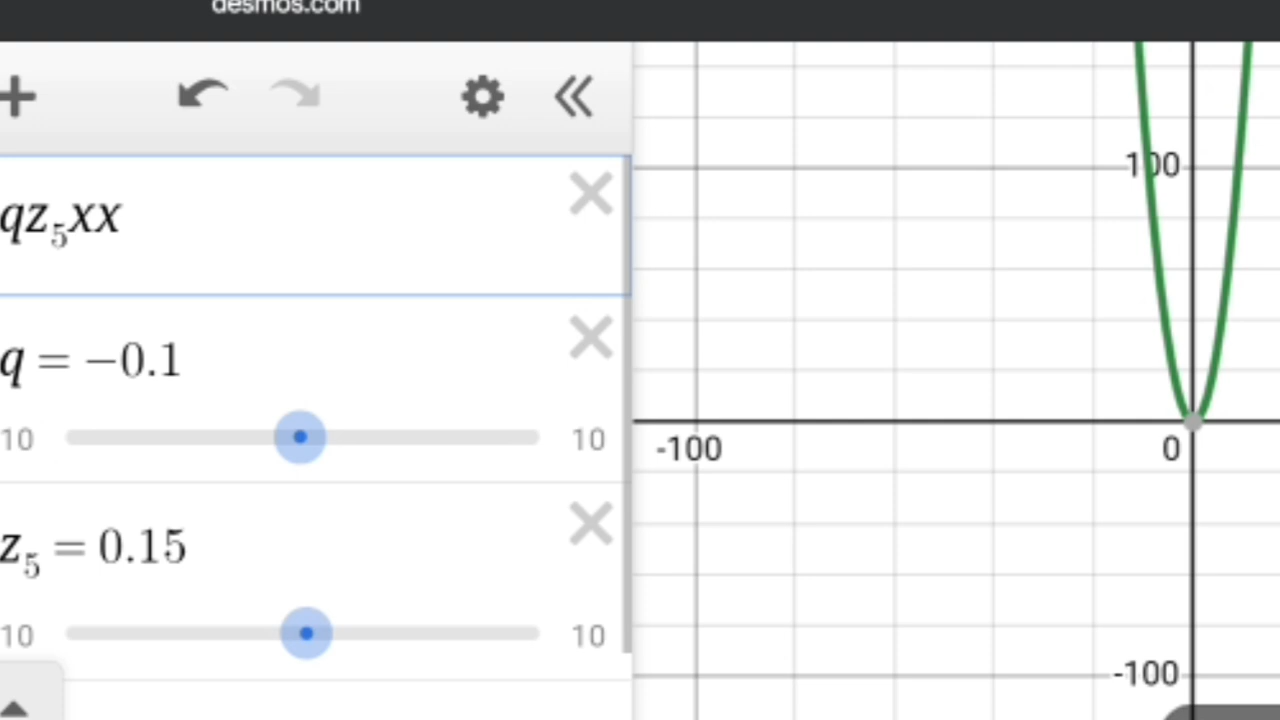 desmos.com
qz₅xx
q = −0.1
10 10
z₅ = 0.15
10 10
100
-100 0
-100